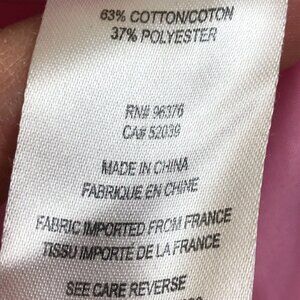 63% COTTON/COTON
37% POLYESTER
RN# 96376
CA# 52039
MADE IN CHINA
FABRIQUE EN CHINE
FABRIC IMPORTED FROM FRANCE
TISSU IMPORTÉ DE LA FRANCE
SEE CARE REVERSE